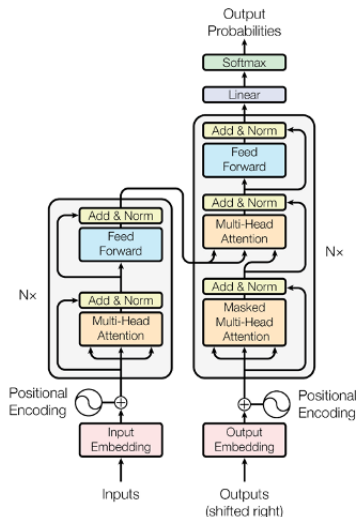 Output
Probabilities
Softmax
Linear
Add & Norm
Feed
Forward
Add & Norm
Multi-Head
Attention
Add & Norm
Masked
Multi-Head
Attention
Nx
Add & Norm
Feed
Forward
Add & Norm
Multi-Head
Attention
Nx
Positional
Encoding
Positional
Encoding
Input
Embedding
Output
Embedding
Inputs
Outputs
(shifted right)